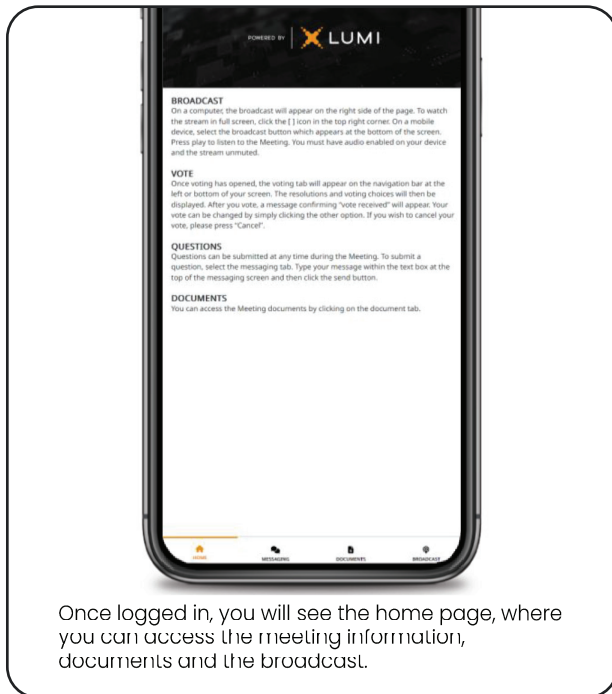 POWERED BY LUMI
BROADCAST
On a computer, the broadcast will appear on the right side of the page. To watch
the stream in full screen, click the [ ] icon in the top right corner. On a mobile
device, select the broadcast button which appears at the bottom of the screen.
Press play to listen to the Meeting. You must have audio enabled on your device
and the stream unmuted.
VOTE
Once voting has opened, the voting tab will appear on the navigation bar at the
left or bottom of your screen. The resolutions and voting choices will then be
displayed. After you vote, a message confirming "vote received" will appear. Your
vote can be changed by simply clicking the other option. If you wish to cancel your
vote, please press "Cancel".
QUESTIONS
Questions can be submitted at any time during the Meeting. To submit a
question, select the messaging tab. Type your message within the text box at the
top of the messaging screen and then click the send button.
DOCUMENTS
You can access the Meeting documents by clicking on the document tab.
HOME MESSAGING DOCUMENTS BROADCAST
Once logged in, you will see the home page, where
you can access the meeting information,
documents and the broadcast.